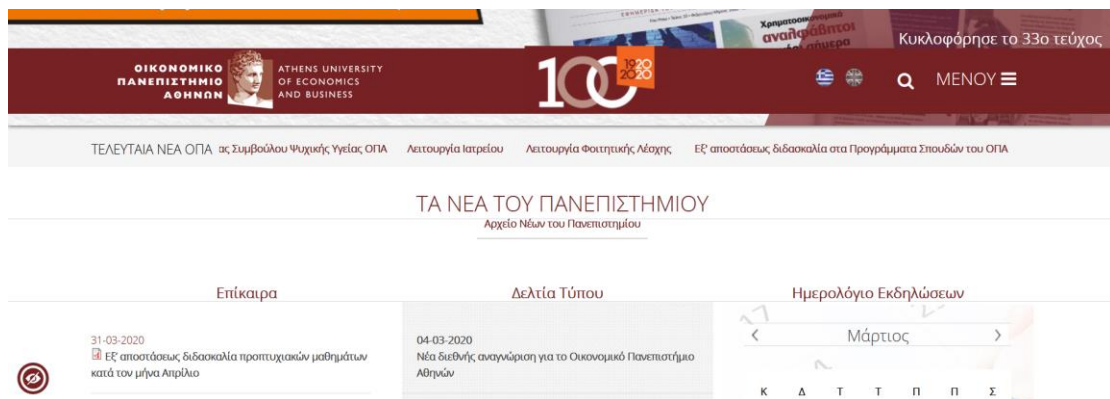 Χρηματοοικονομικά
αναλφάβητοι
Κυκλοφόρησε το 33ο τεύχος
ΟΙΚΟΝΟΜΙΚΟ
ΠΑΝΕΠΙΣΤΗΜΙΟ
ΑΘΗΝΩΝ
ATHENS UNIVERSITY
OF ECONOMICS
AND BUSINESS
100
1920
2020
ΜΕΝΟΥ
ΤΕΛΕΥΤΑΙΑ ΝΕΑ ΟΠΑ ας Συμβούλου Ψυχικής Υγείας ΟΠΑ Λειτουργία Ιατρείου Λειτουργία Φοιτητικής Λέσχης Εξ' αποστάσεως διδασκαλία στα Προγράμματα Σπουδών του ΟΠΑ
ΤΑ ΝΕΑ ΤΟΥ ΠΑΝΕΠΙΣΤΗΜΙΟΥ
Αρχείο Νέων του Πανεπιστημίου
Επίκαιρα
31-03-2020
Εξ' αποστάσεως διδασκαλία προπτυχιακών μαθημάτων
κατά τον μήνα Απρίλιο
Δελτία Τύπου
04-03-2020
Νέα διεθνής αναγνώριση για το Οικονομικό Πανεπιστήμιο
Αθηνών
Ημερολόγιο Εκδηλώσεων
Μάρτιος
Κ Δ Τ Τ Π Π Σ